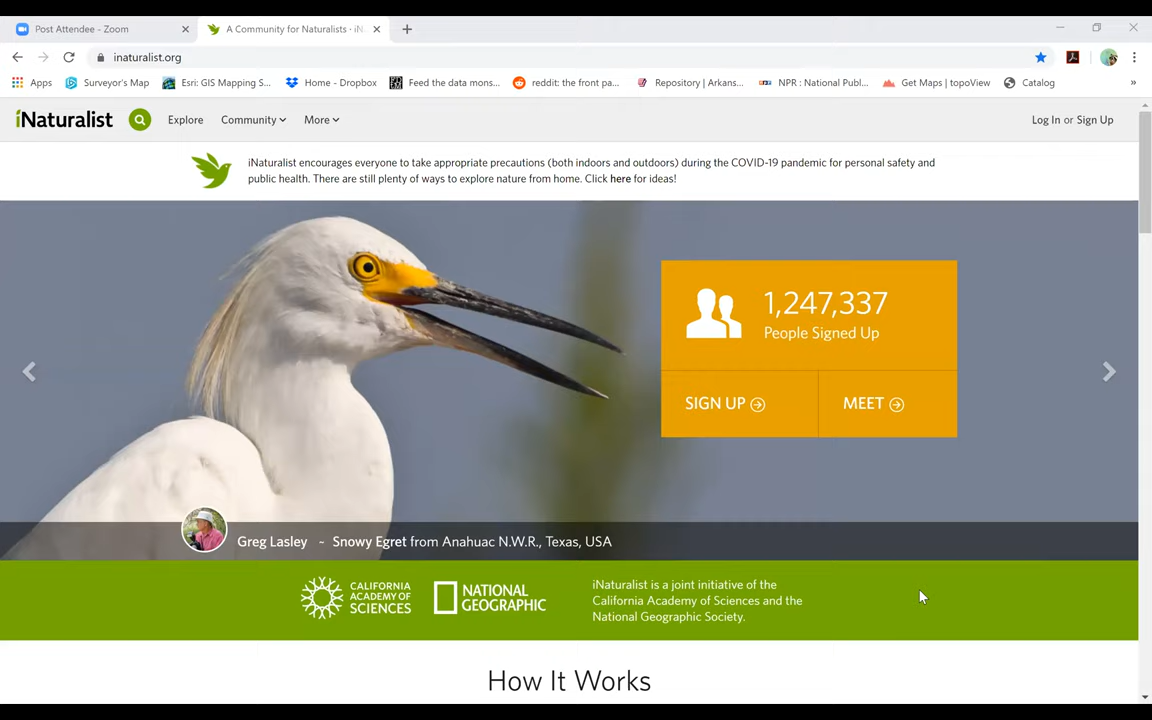 Post Attendee - Zoom
A Community for Naturalists · iN
inaturalist.org
Apps Surveyor's Map Esri: GIS Mapping S... Home - Dropbox Feed the data mons... reddit: the front pa... Repository | Arkans... NPR : National Publ... Get Maps | topoView Catalog »
iNaturalist Explore Community More Log In or Sign Up
iNaturalist encourages everyone to take appropriate precautions (both indoors and outdoors) during the COVID-19 pandemic for personal safety and
public health. There are still plenty of ways to explore nature from home. Click here for ideas!
1,247,337
People Signed Up
SIGN UP MEET
Greg Lasley - Snowy Egret from Anahuac N.W.R., Texas, USA
CALIFORNIA
ACADEMY OF
SCIENCES
NATIONAL
GEOGRAPHIC
iNaturalist is a joint initiative of the
California Academy of Sciences and the
National Geographic Society.
How It Works